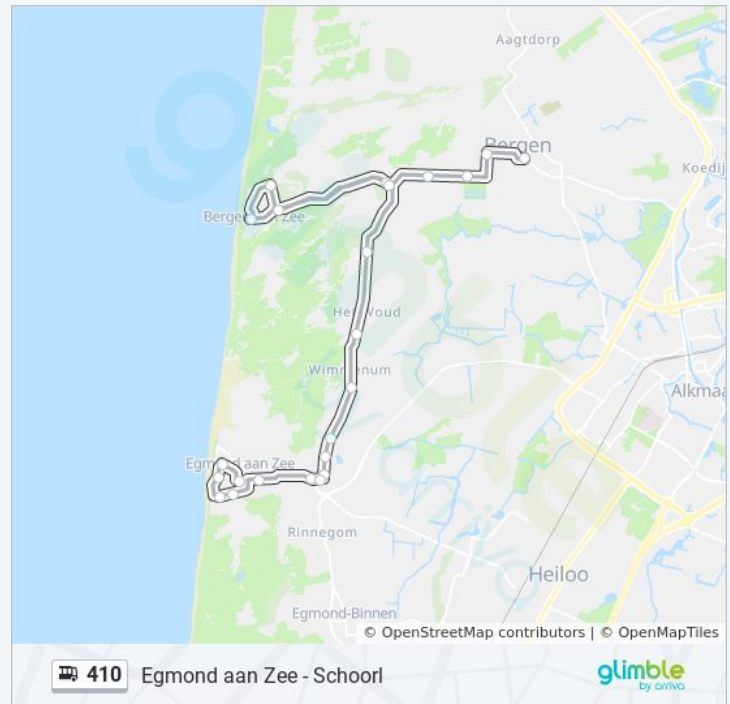 Aagtdorp
Bergen
Koedij
Bergen aan Zee
Het Woud
Wimmenum
Alkmaa
Egmond aan Zee
Rinnegom
Heiloo
Egmond-Binnen
© OpenStreetMap contributors | © OpenMapTiles
410 Egmond aan Zee - Schoorl
glimble
by arriva